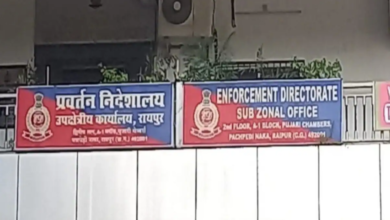 प्रवर्तन निदेशालय
उपक्षेत्रीय कार्यालय, रायपुर
ENFORCEMENT DIRECTORATE
SUB ZONAL OFFICE
2nd FLOOR, A-1 BLOCK, PUJARI CHAMBERS,
PACHPEDI NAKA, RAIPUR (C.G.) 492001